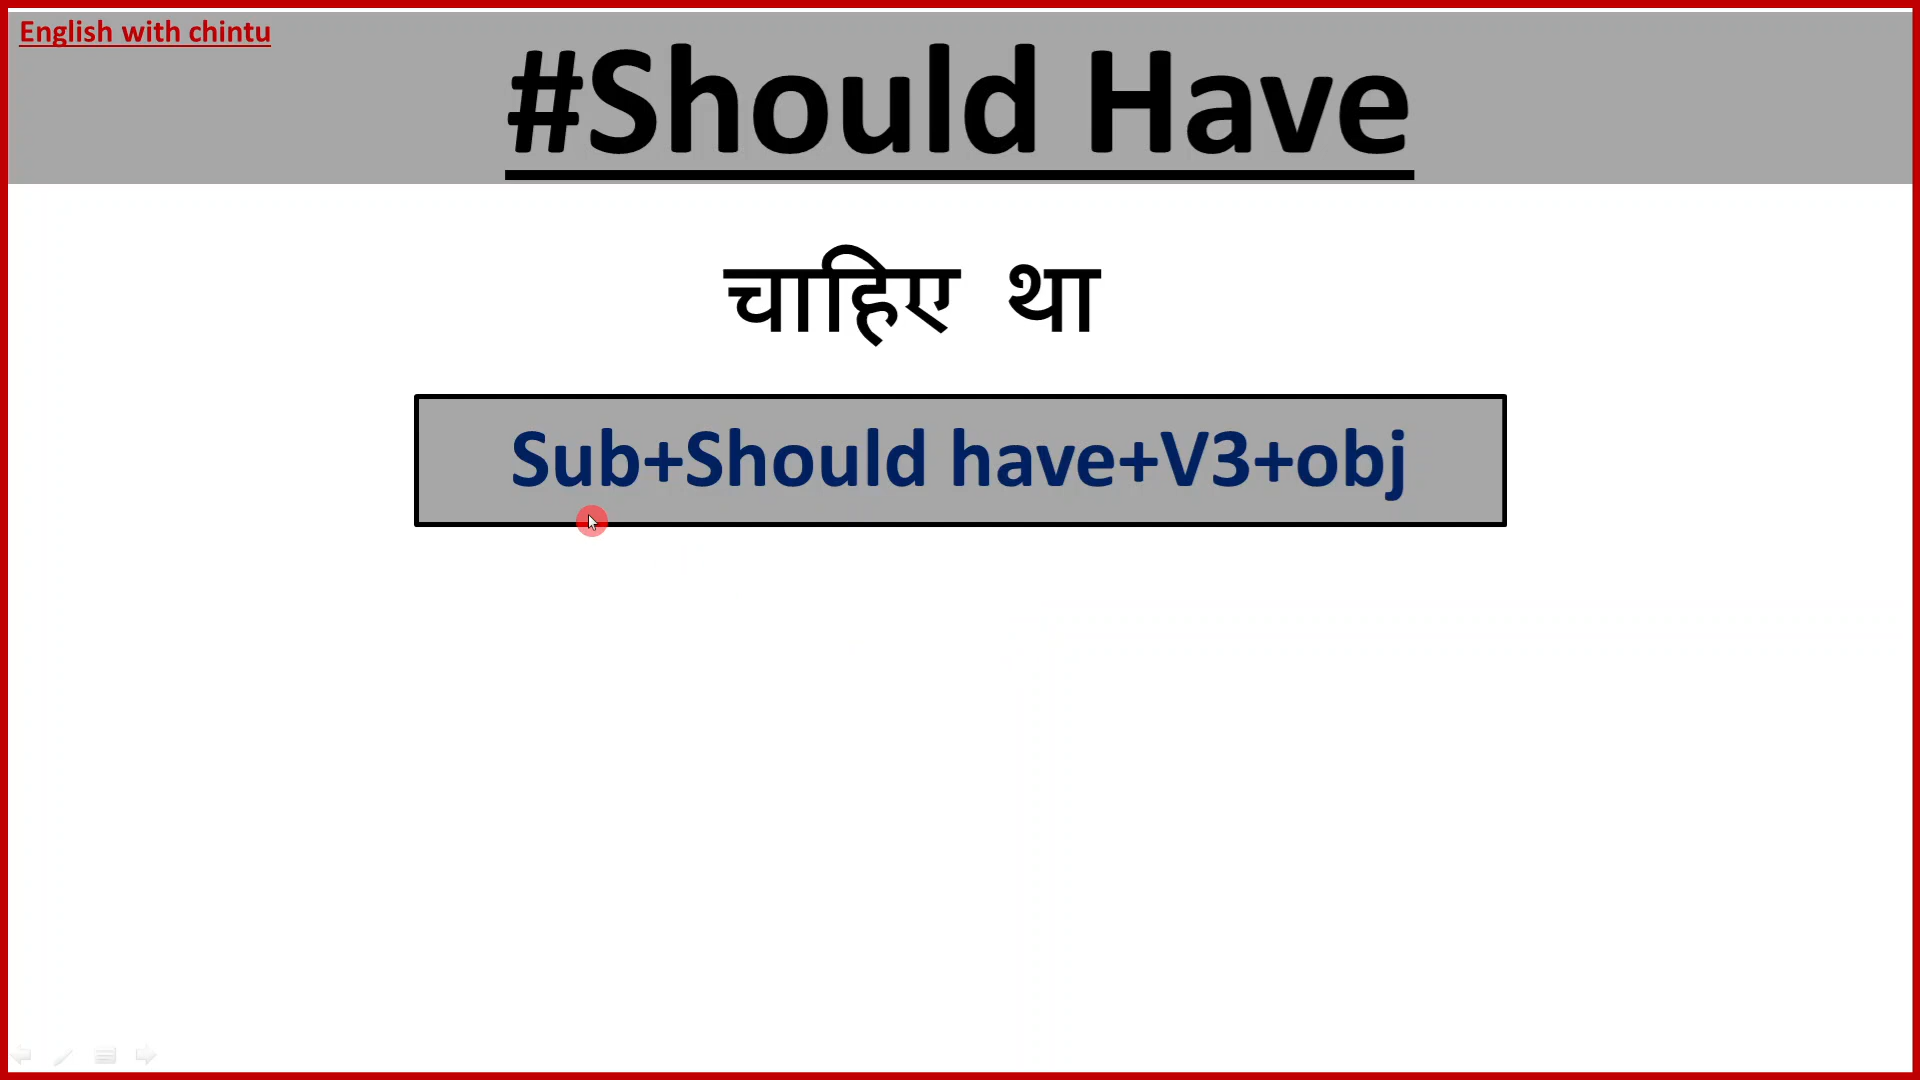 English with chintu
#Should Have
चाहिए था
Sub+Should have+V3+obj